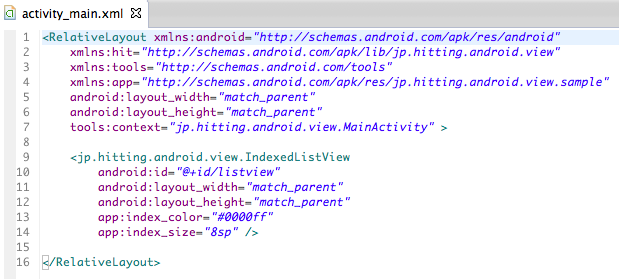 activity_main.xml
1 <RelativeLayout xmlns:android="http://schemas.android.com/apk/res/android"
2 xmlns:hit="http://schemas.android.com/apk/lib/jp.hitting.android.view"
3 xmlns:tools="http://schemas.android.com/tools"
4 xmlns:app="http://schemas.android.com/apk/res/jp.hitting.android.view.sample"
5 android:layout_width="match_parent"
6 android:layout_height="match_parent"
7 tools:context="jp.hitting.android.view.MainActivity" >
8
9 <jp.hitting.android.view.IndexedListView
10 android:id="@+id/listview"
11 android:layout_width="match_parent"
12 android:layout_height="match_parent"
13 app:index_color="#0000ff"
14 app:index_size="8sp" />
15
16 </RelativeLayout>